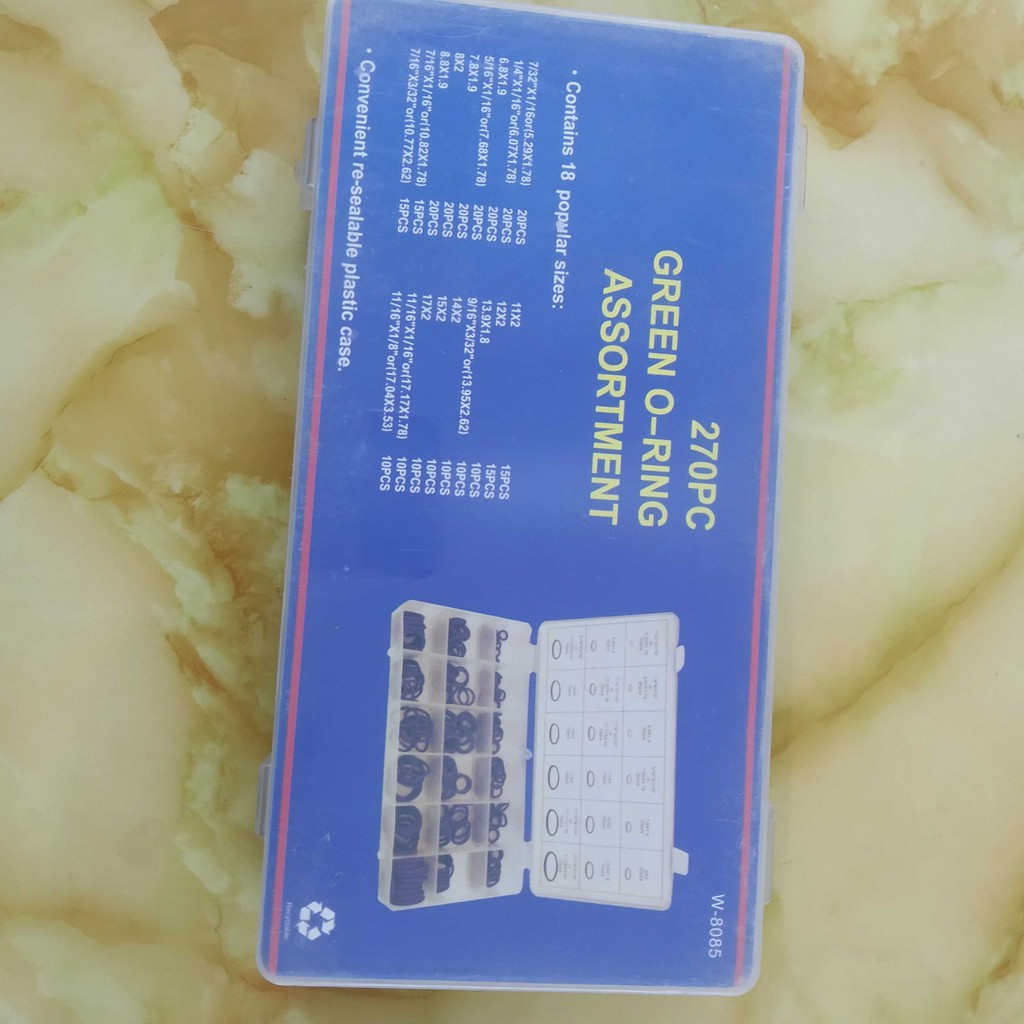 270PC
GREEN O-RING
ASSORTMENT
• Contains 18 popular sizes:
7/32"X1/16or(5.29X1.78) 20PCS
1/4"X1/16"or(6.07X1.78) 20PCS
6.8X1.9 20PCS
5/16"X1/16"or(7.68X1.78) 20PCS
7.8X1.9 20PCS
8X2 20PCS
8.8X1.9 20PCS
7/16"X1/16"or(10.82X1.78) 15PCS
7/16"X3/32"or(10.77X2.62) 15PCS
11X2 15PCS
12X2 15PCS
13.9X1.8 10PCS
9/16"X3/32"or(13.95X2.62) 10PCS
14X2 10PCS
15X2 10PCS
17X2 10PCS
11/16"X1/16"or(17.17X1.78) 10PCS
11/16"X1/8"or(17.04X3.53) 10PCS
• Convenient re-sealable plastic case.
W-8085
Recyclable